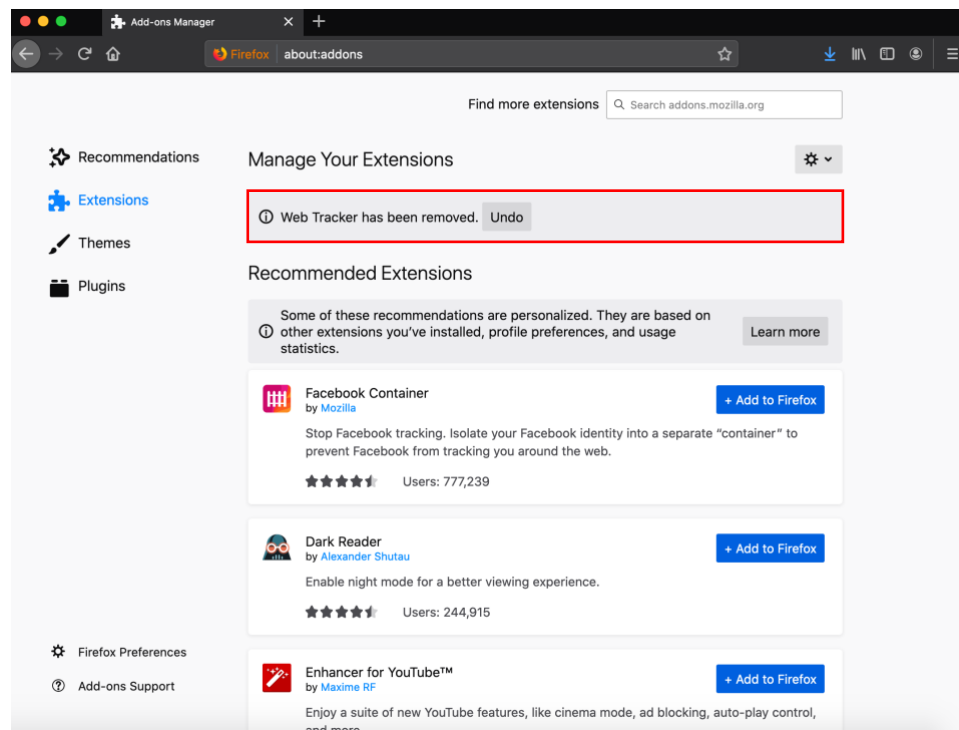 Add-ons Manager
Firefox about:addons
Find more extensions
Search addons.mozilla.org
Recommendations
Extensions
Themes
Plugins
Manage Your Extensions
Web Tracker has been removed. Undo
Recommended Extensions
Some of these recommendations are personalized. They are based on
other extensions you've installed, profile preferences, and usage
statistics.
Learn more
Facebook Container
by Mozilla
+ Add to Firefox
Stop Facebook tracking. Isolate your Facebook identity into a separate “container” to
prevent Facebook from tracking you around the web.
Users: 777,239
Dark Reader
by Alexander Shutau
+ Add to Firefox
Enable night mode for a better viewing experience.
Users: 244,915
Enhancer for YouTube™
by Maxime RF
+ Add to Firefox
Enjoy a suite of new YouTube features, like cinema mode, ad blocking, auto-play control,
and more.
Firefox Preferences
Add-ons Support